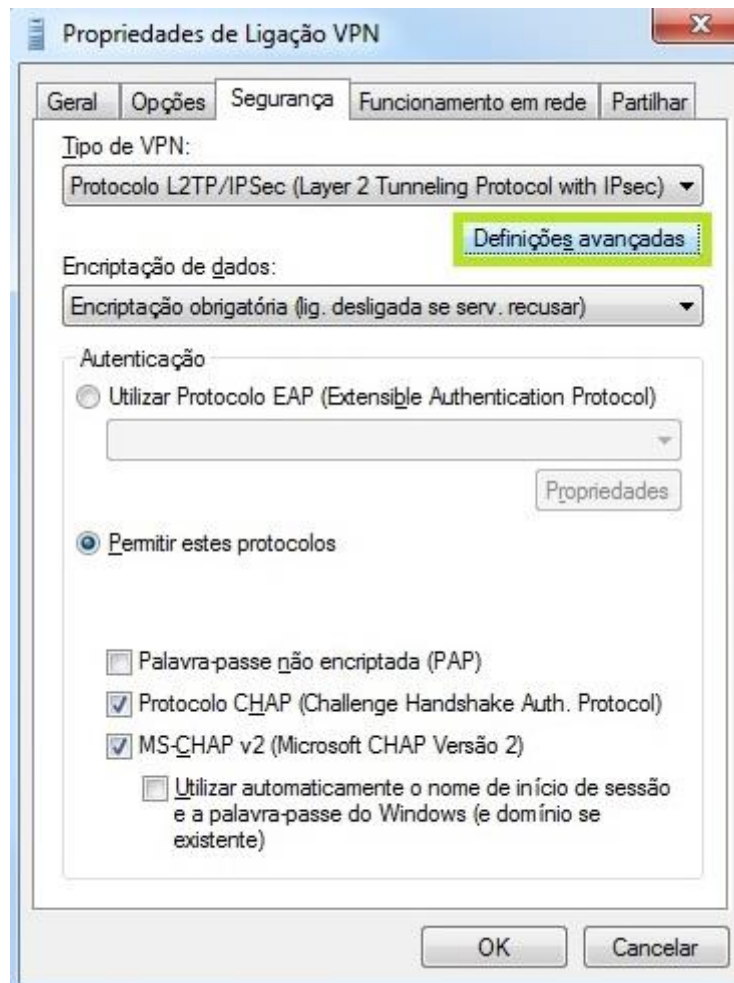 Propriedades de Ligação VPN
Geral Opções Segurança Funcionamento em rede Partilhar
Tipo de VPN:
Protocolo L2TP/IPSec (Layer 2 Tunneling Protocol with IPsec)
Definições avançadas
Encriptação de dados:
Encriptação obrigatória (lig. desligada se serv. recusar)
Autenticação
Utilizar Protocolo EAP (Extensible Authentication Protocol)
Propriedades
Permitir estes protocolos
Palavra-passe não encriptada (PAP)
Protocolo CHAP (Challenge Handshake Auth. Protocol)
MS-CHAP v2 (Microsoft CHAP Versão 2)
Utilizar automaticamente o nome de início de sessão
e a palavra-passe do Windows (e domínio se
existente)
OK Cancelar